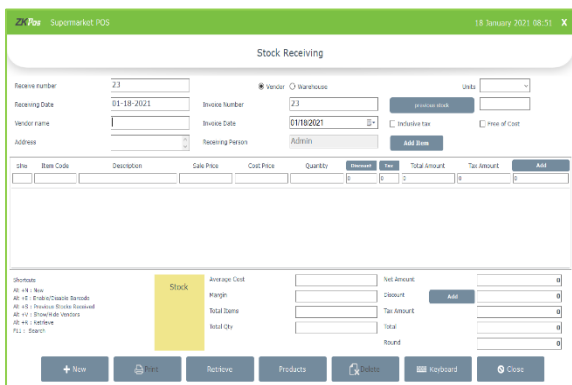 ZKPos Supermarket POS 18 January 2021 08:51 X
Stock Receiving
Receive number 23 Vendor Warehouse Units
Receiving Date 01-18-2021 Invoice Number 23 previous stock
Vendor name Invoice Date 01/18/2021 Inclusive tax Free of Cost
Address Receiving Person Admin Add Item
SlNo Item Code Description Sale Price Cost Price Quantity Discount Tax Total Amount Tax Amount Add
0 0 0 0 0
Shortcuts
Alt +N : New
Alt +E : Enable/Disable Barcode
Alt +S : Previous Stocks Received
Alt +V : Show/Hide Vendors
Alt +R : Retrieve
F11 : Search
Stock
Average Cost Net Amount 0
Margin Discount Add 0
Total Items Tax Amount 0
Total Qty Total 0
Round 0
New Print Retrieve Products Delete Keyboard Close